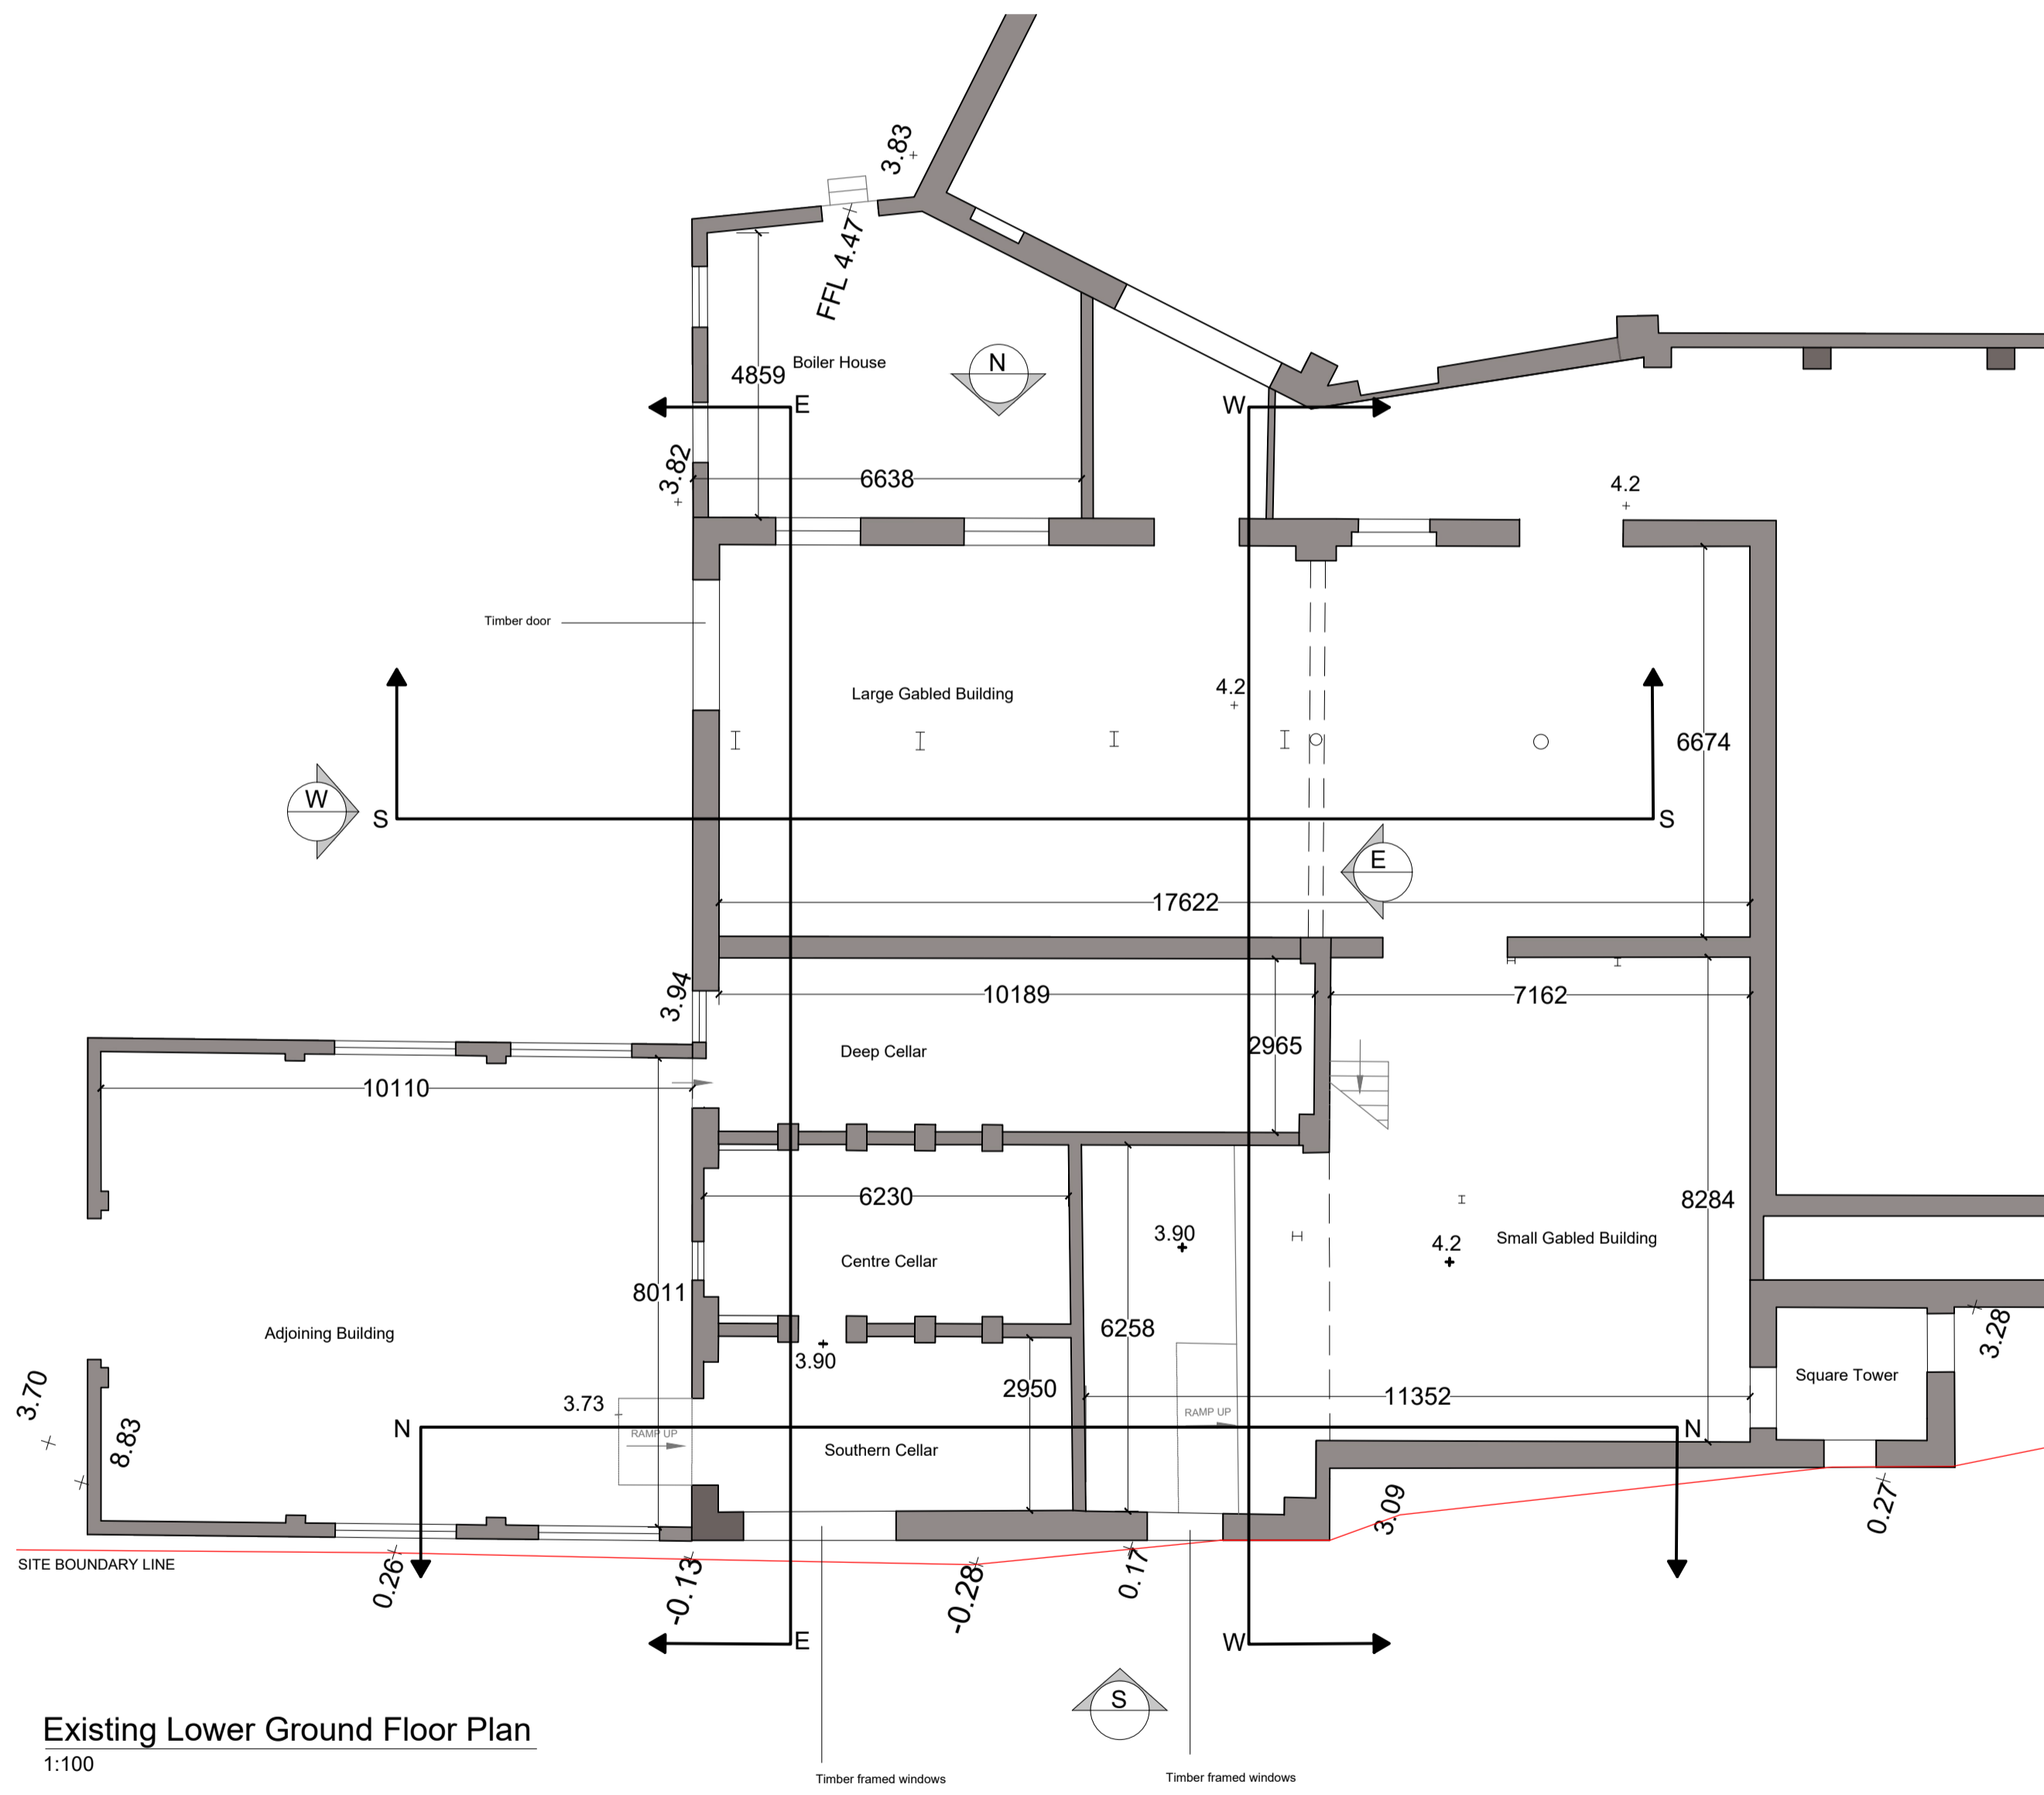 3.83
FFL 4.47
Boiler House
4859
N
E
W
3.82
6638
4.2
Timber door
Large Gabled Building
4.2
6674
W
S
S
E
17622
3.94
10189
7162
Deep Cellar
2965
10110
6230
8284
3.90
4.2
Small Gabled Building
Centre Cellar
8011
6258
Adjoining Building
3.90
3.28
Square Tower
2950
11352
3.70
8.83
3.73
RAMP UP
RAMP UP
N
N
Southern Cellar
3.09
0.27
SITE BOUNDARY LINE
0.26
-0.13
-0.28
0.17
E
W
S
Existing Lower Ground Floor Plan
1:100
Timber framed windows
Timber framed windows